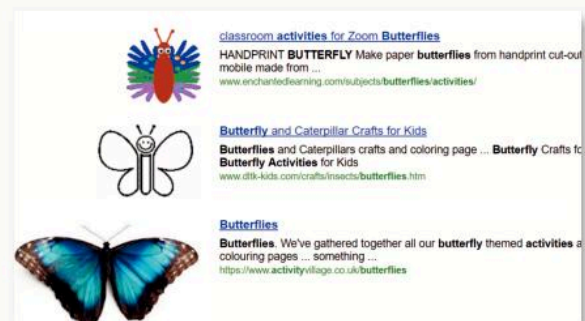 classroom activities for Zoom Butterflies
HANDPRINT BUTTERFLY Make paper butterflies from handprint cut-out
mobile made from ...
www.enchantedlearning.com/subjects/butterflies/activities/
Butterfly and Caterpillar Crafts for Kids
Butterflies and Caterpillars crafts and coloring page ... Butterfly Crafts fo
Butterfly Activities for Kids
www.dltk-kids.com/crafts/insects/butterflies.htm
Butterflies
Butterflies. We've gathered together all our butterfly themed activities a
colouring pages ... something ...
https://www.activityvillage.co.uk/butterflies